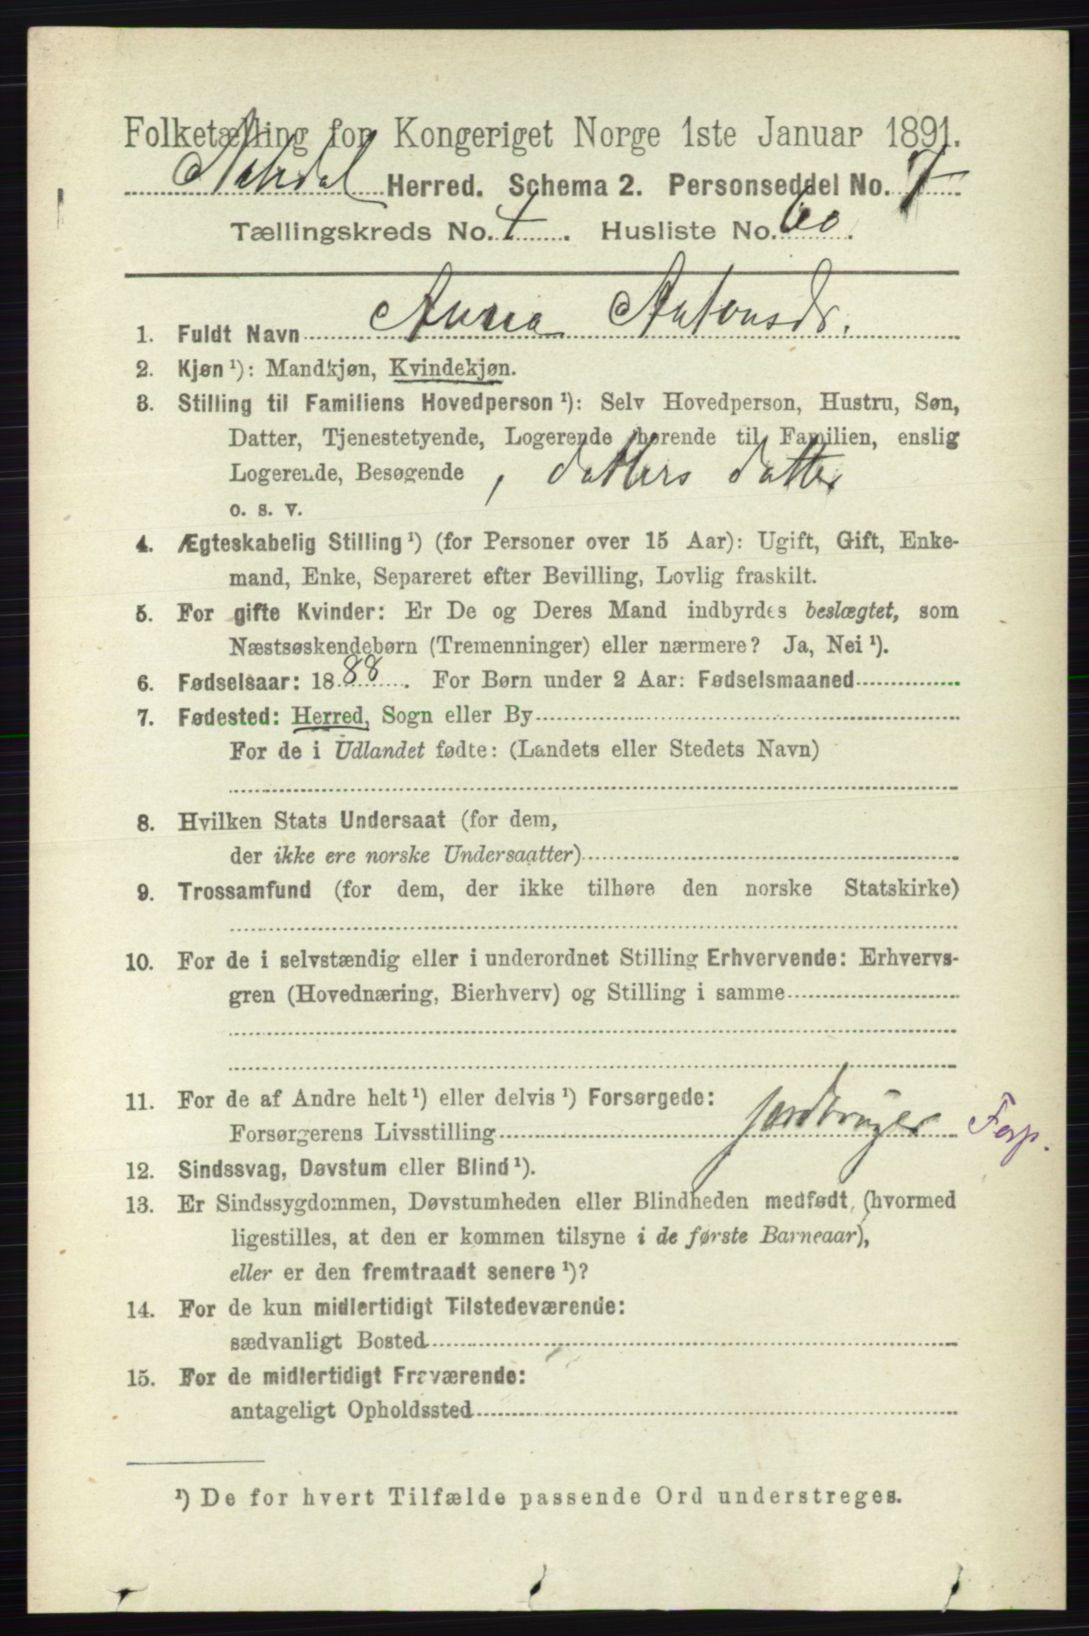 Folketælling for Kongeriget Norge 1ste Januar 1891.
Herred. Schema 2. Personseddel No. 7
Tællingskreds No. 4. Husliste No. 60.
1. Fuldt Navn Anna Antonsdr.
2. Kjøn ¹): Mandkjøn, Kvindekjøn.
3. Stilling til Familiens Hovedperson ¹): Selv Hovedperson, Hustru, Søn,
Datter, Tjenestetyende, Logerende hørende til Familien, enslig
Logerende, Besøgende , datters datter
o. s. v.
4. Ægteskabelig Stilling ¹) (for Personer over 15 Aar): Ugift, Gift, Enke-
mand, Enke, Separeret efter Bevilling, Lovlig fraskilt.
5. For gifte Kvinder: Er De og Deres Mand indbyrdes beslægtet, som
Næstsøskendebørn (Tremenninger) eller nærmere? Ja, Nei ¹).
6. Fødselsaar: 1888. For Børn under 2 Aar: Fødselsmaaned
7. Fødested: Herred, Sogn eller By
For de i Udlandet fødte: (Landets eller Stedets Navn)
8. Hvilken Stats Undersaat (for dem,
der ikke ere norske Undersaatter)
9. Trossamfund (for dem, der ikke tilhøre den norske Statskirke)
10. For de i selvstændig eller i underordnet Stilling Erhvervende: Erhvervs-
gren (Hovednæring, Bierhverv) og Stilling i samme
11. For de af Andre helt ¹) eller delvis ¹) Forsørgede:
Forsørgerens Livsstilling jordbruger Forp.
12. Sindssvag, Døvstum eller Blind ¹).
13. Er Sindssygdommen, Døvstumheden eller Blindheden medfødt, (hvormed
ligestilles, at den er kommen tilsyne i de første Barneaar),
eller er den fremtraadt senere ¹)?
14. For de kun midlertidigt Tilstedeværende:
sædvanligt Bosted
15. For de midlertidigt Fraværende:
antageligt Opholdssted
¹) De for hvert Tilfælde passende Ord understreges.